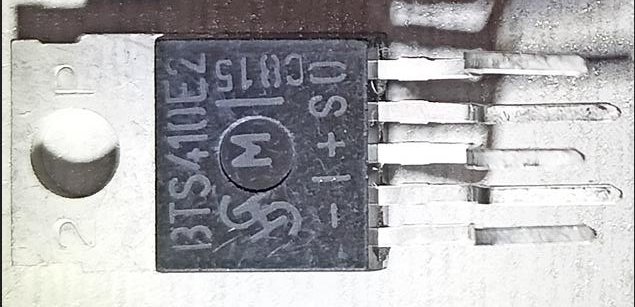 BTS410E2
C815
M
- I + S O